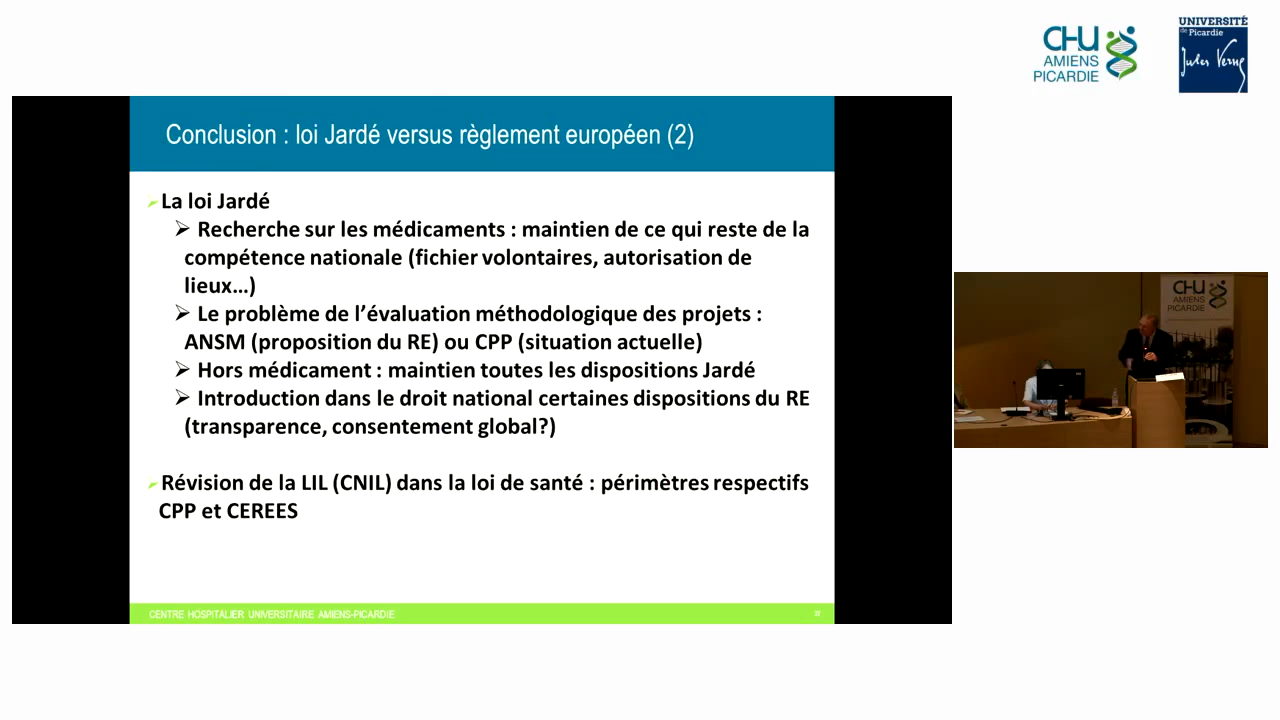 CHU
AMIENS
PICARDIE
UNIVERSITÉ
de Picardie
Jules Verne
Conclusion : loi Jardé versus règlement européen (2)
La loi Jardé
Recherche sur les médicaments : maintien de ce qui reste de la
compétence nationale (fichier volontaires, autorisation de
lieux…)
Le problème de l’évaluation méthodologique des projets :
ANSM (proposition du RE) ou CPP (situation actuelle)
Hors médicament : maintien toutes les dispositions Jardé
Introduction dans le droit national certaines dispositions du RE
(transparence, consentement global?)
Révision de la LIL (CNIL) dans la loi de santé : périmètres respectifs
CPP et CEREES
CENTRE HOSPITALIER UNIVERSITAIRE AMIENS-PICARDIE
CHU
AMIENS
PICARDIE